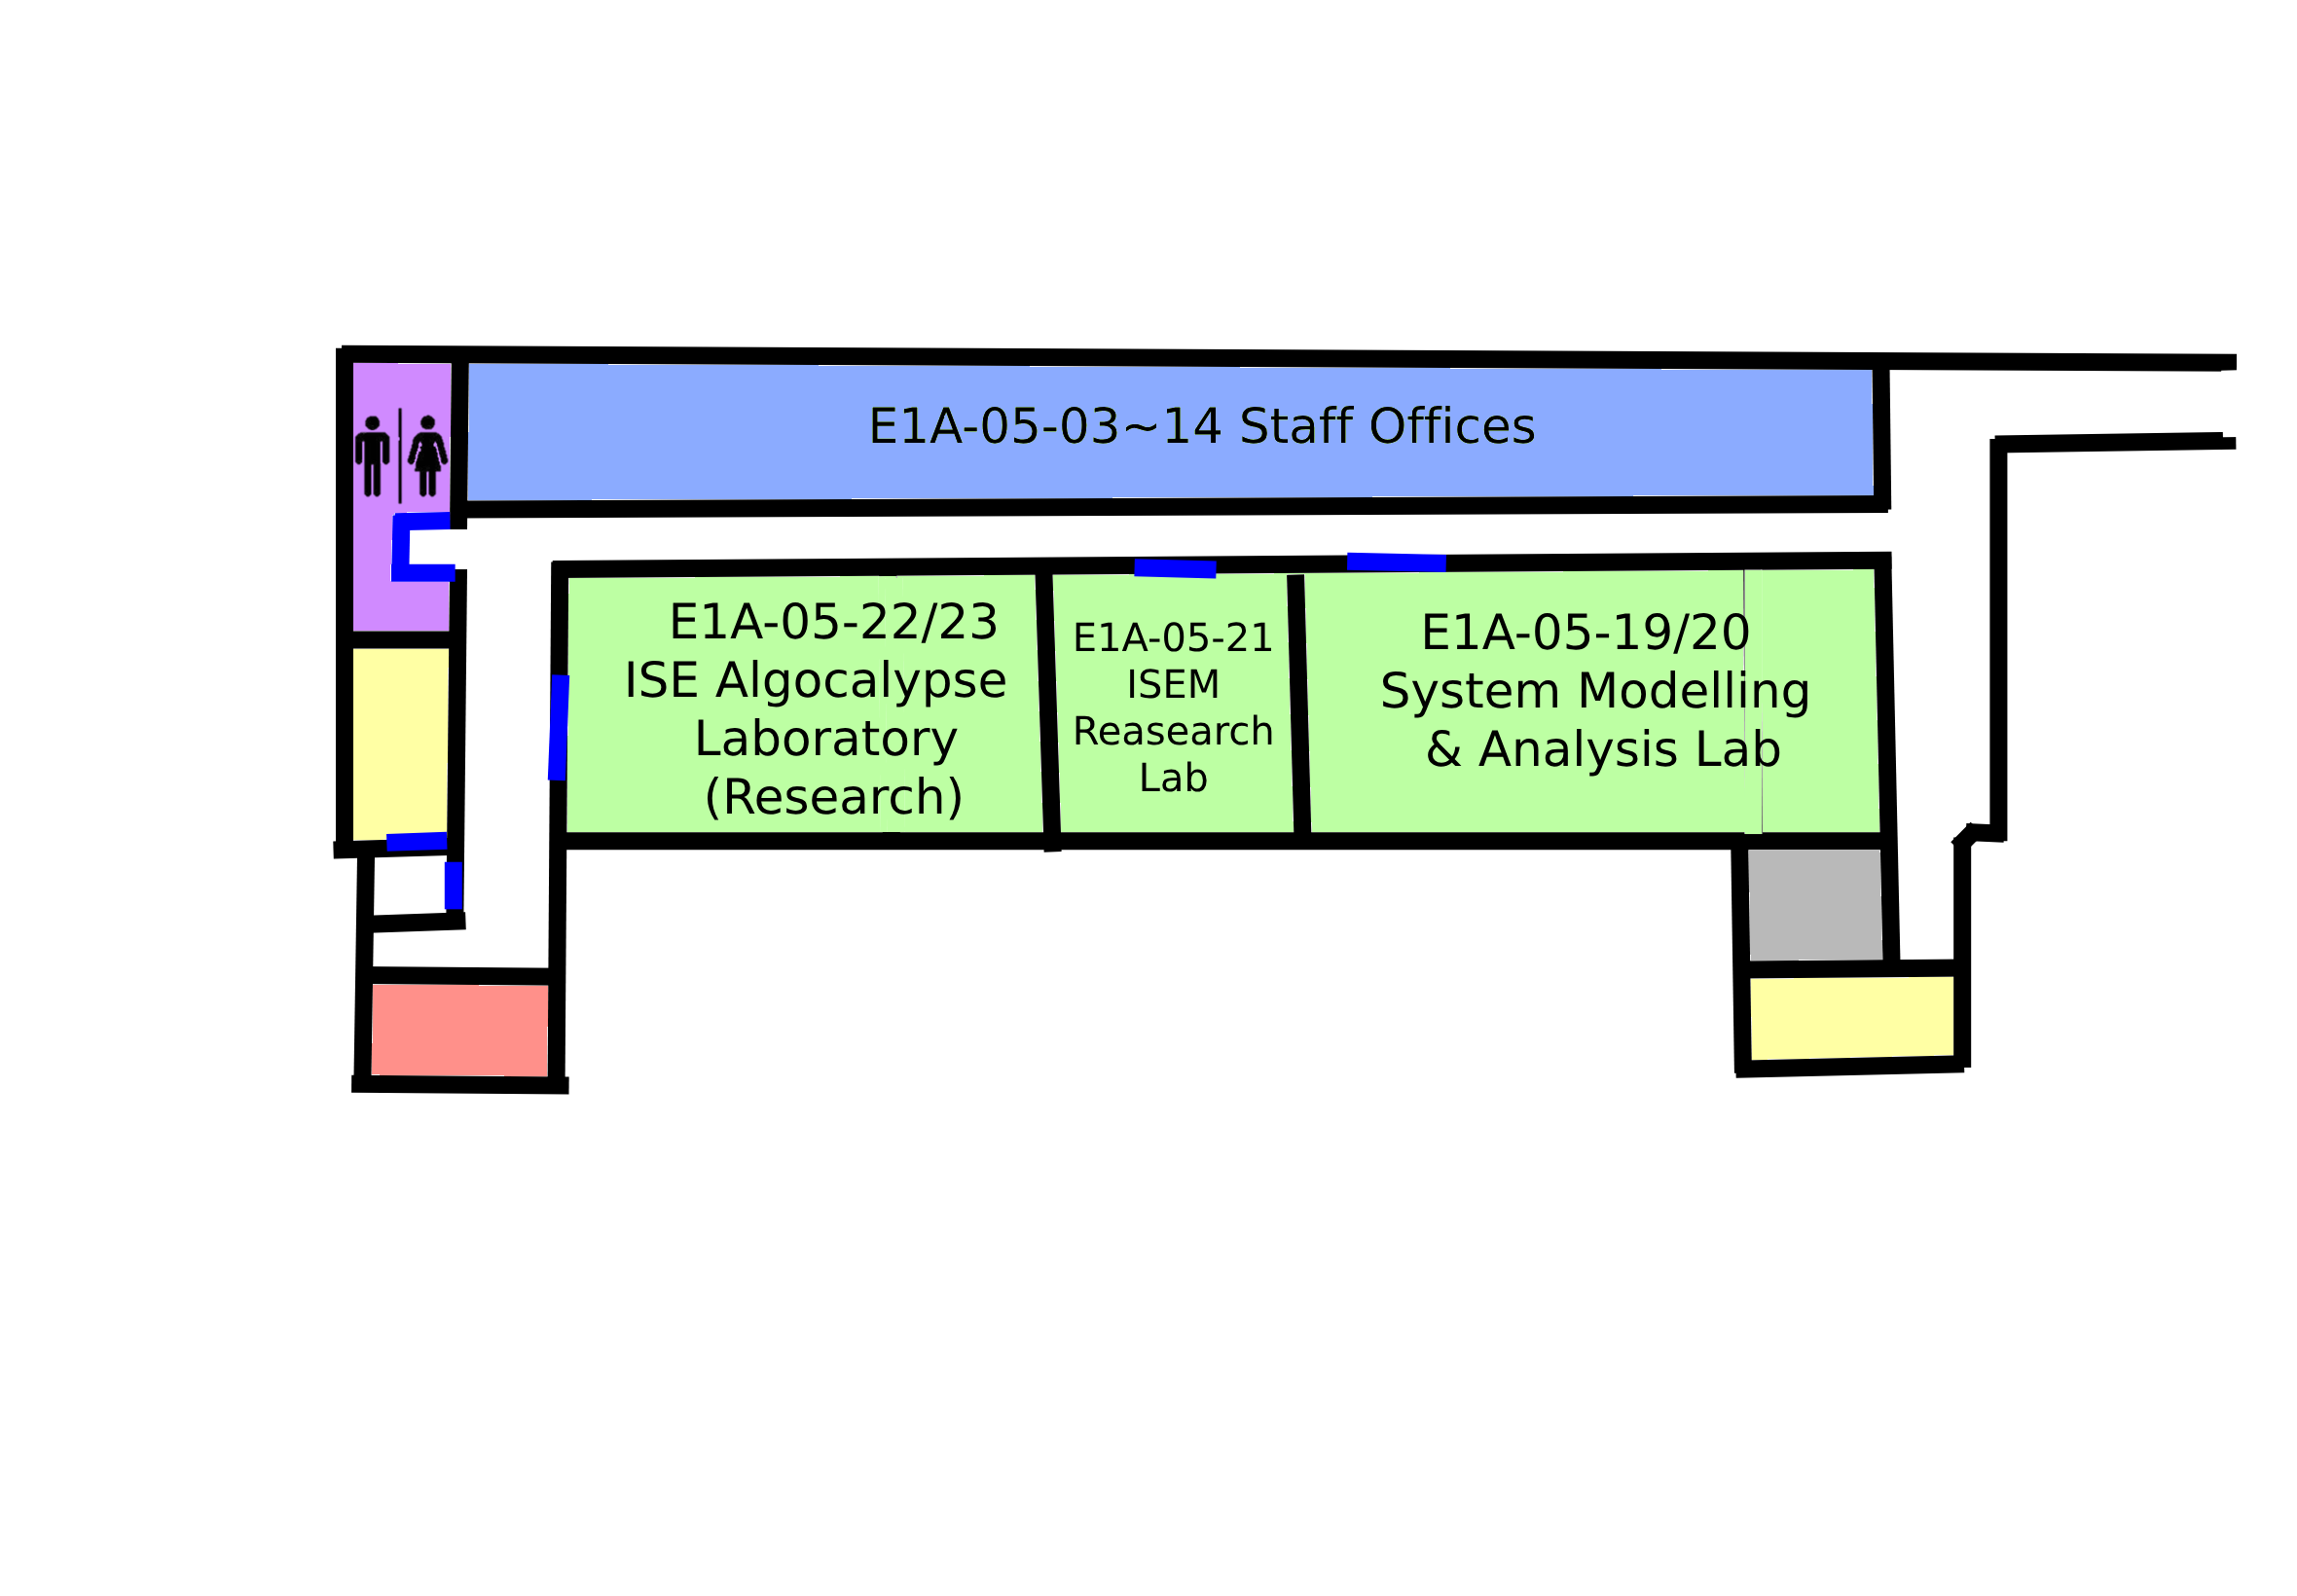 E1A-05-03~14 Staff Offices
E1A-05-22/23
ISE Algocalypse
Laboratory
(Research)
E1A-05-21
ISEM
Reasearch
Lab
E1A-05-19/20
System Modelling
& Analysis Lab